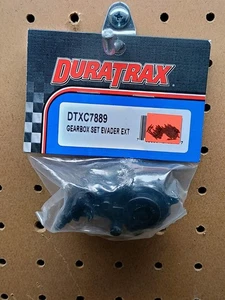 DURATRAX
DTXC7889
GEARBOX SET EVADER EXT